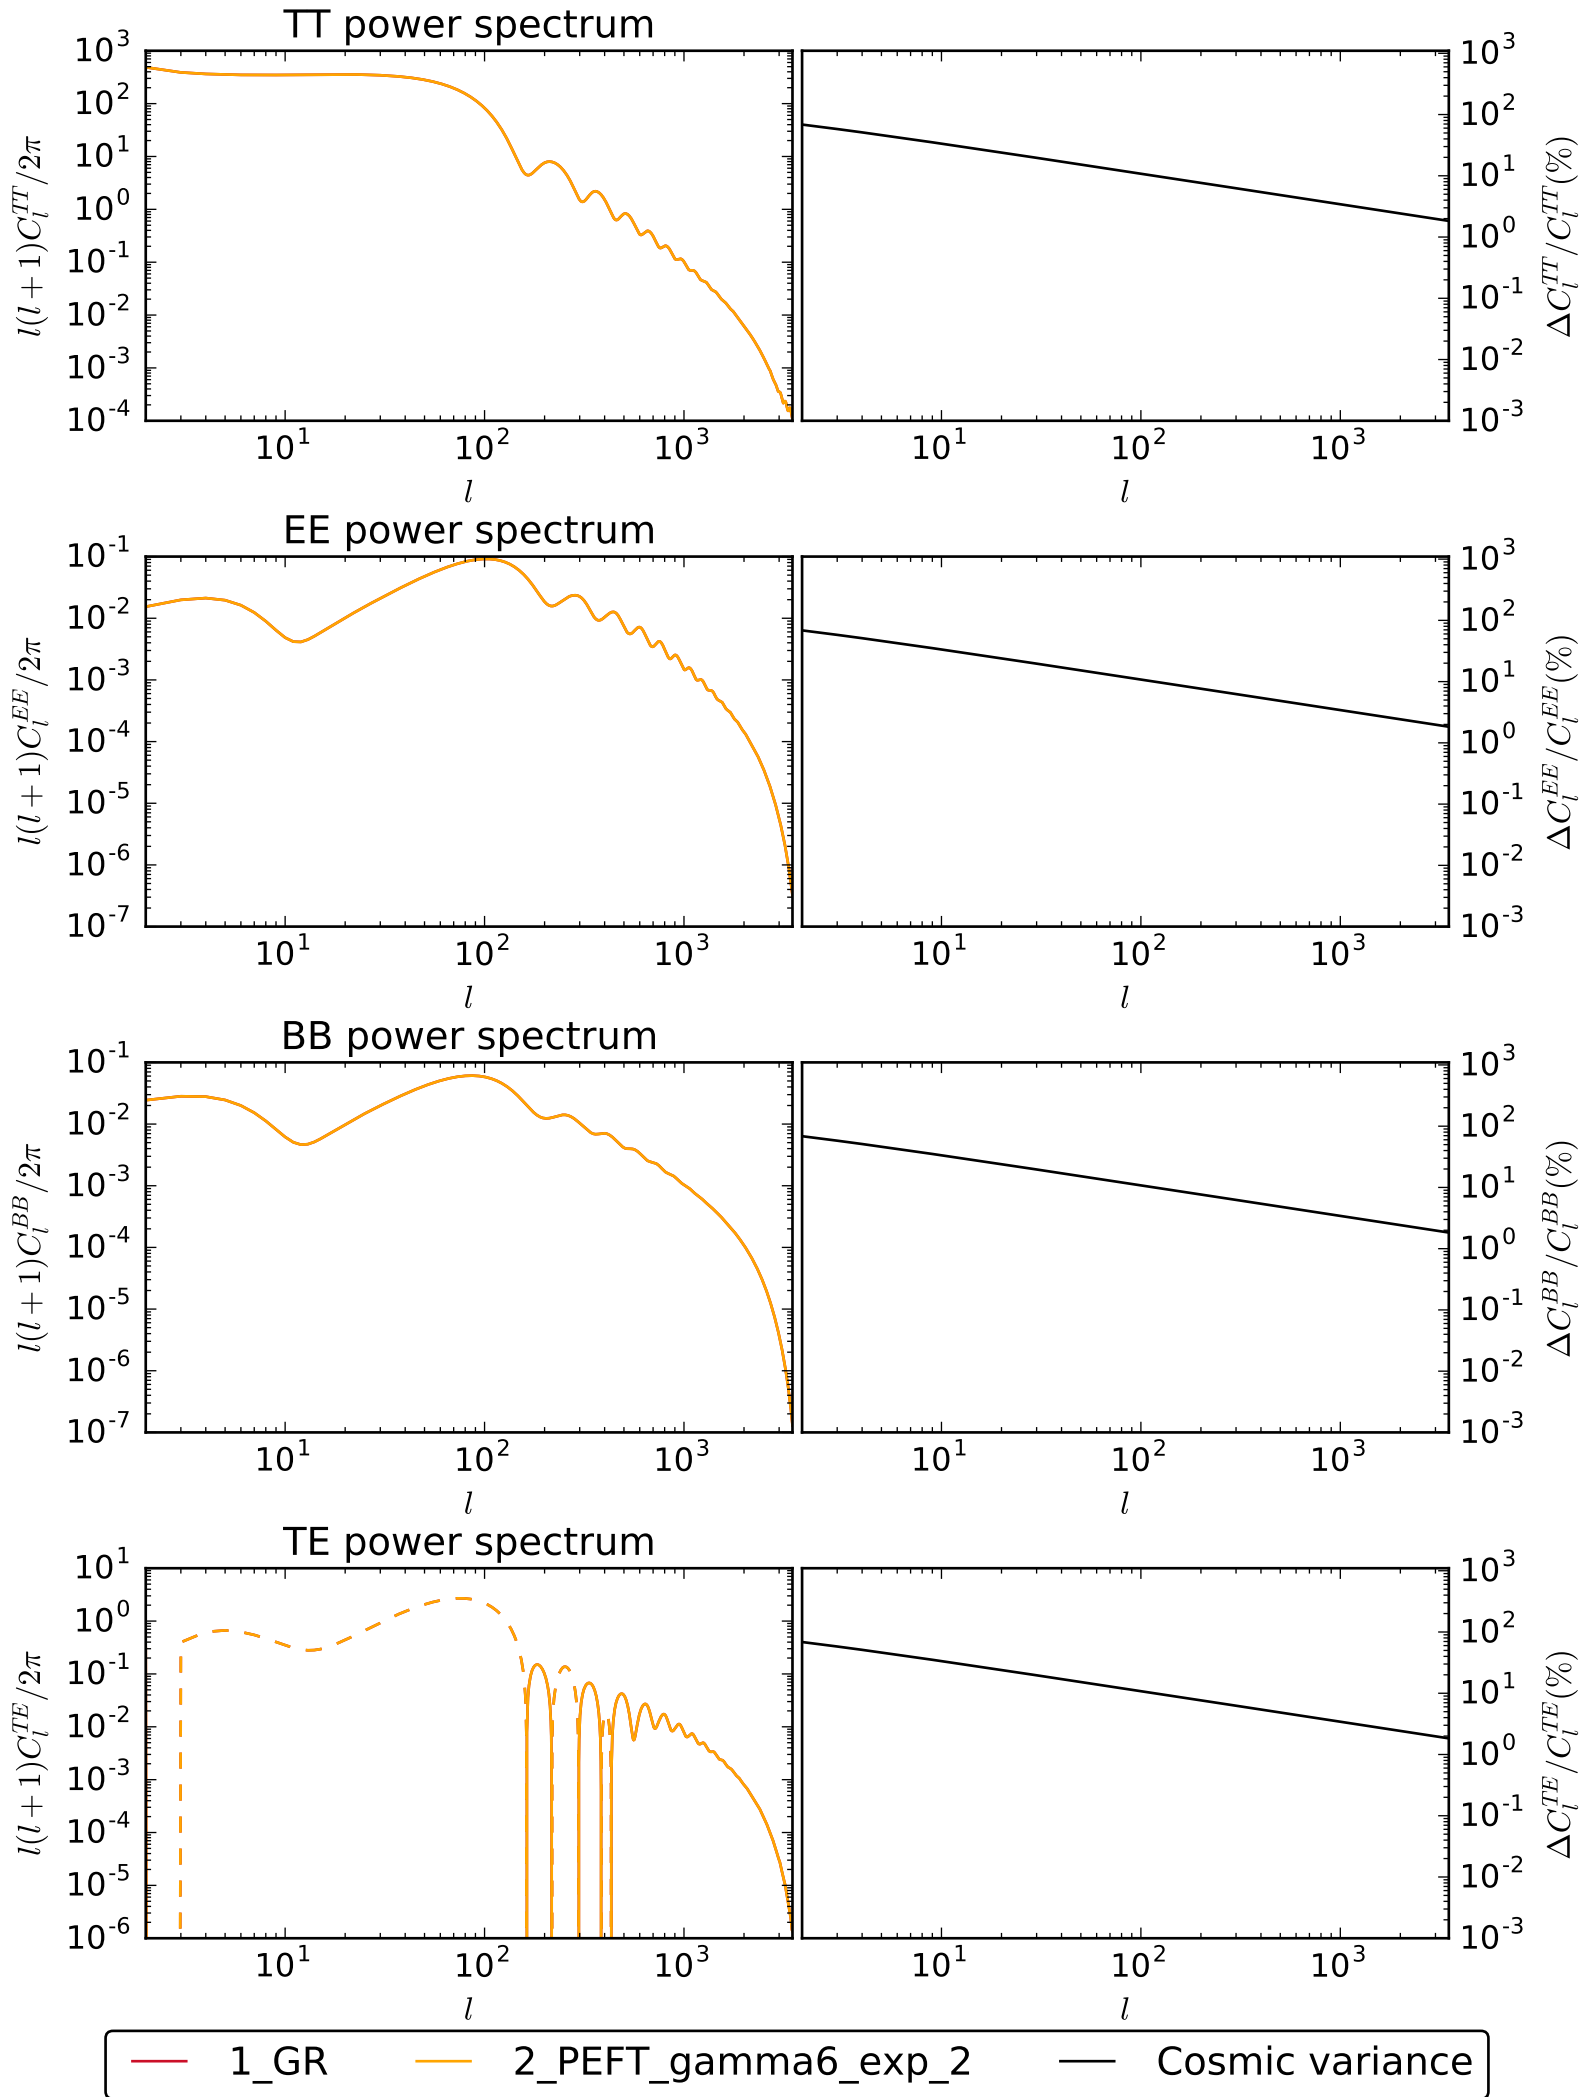 TT power spectrum
10^3
10^2
10^1
10^0
10^-1
10^-2
10^-3
10^-4
l(l+1)C_l^{TT}/2π
10^1 10^2 10^3
l
10^3
10^2
10^1
10^0
10^-1
10^-2
10^-3
ΔC_l^{TT}/C_l^{TT}(%)
10^1 10^2 10^3
l
EE power spectrum
10^-1
10^-2
10^-3
10^-4
10^-5
10^-6
10^-7
l(l+1)C_l^{EE}/2π
10^1 10^2 10^3
l
10^3
10^2
10^1
10^0
10^-1
10^-2
10^-3
ΔC_l^{EE}/C_l^{EE}(%)
10^1 10^2 10^3
l
BB power spectrum
10^-1
10^-2
10^-3
10^-4
10^-5
10^-6
10^-7
l(l+1)C_l^{BB}/2π
10^1 10^2 10^3
l
10^3
10^2
10^1
10^0
10^-1
10^-2
10^-3
ΔC_l^{BB}/C_l^{BB}(%)
10^1 10^2 10^3
l
TE power spectrum
10^1
10^0
10^-1
10^-2
10^-3
10^-4
10^-5
10^-6
l(l+1)C_l^{TE}/2π
10^1 10^2 10^3
l
10^3
10^2
10^1
10^0
10^-1
10^-2
10^-3
ΔC_l^{TE}/C_l^{TE}(%)
10^1 10^2 10^3
l
1_GR 2_PEFT_gamma6_exp_2 Cosmic variance